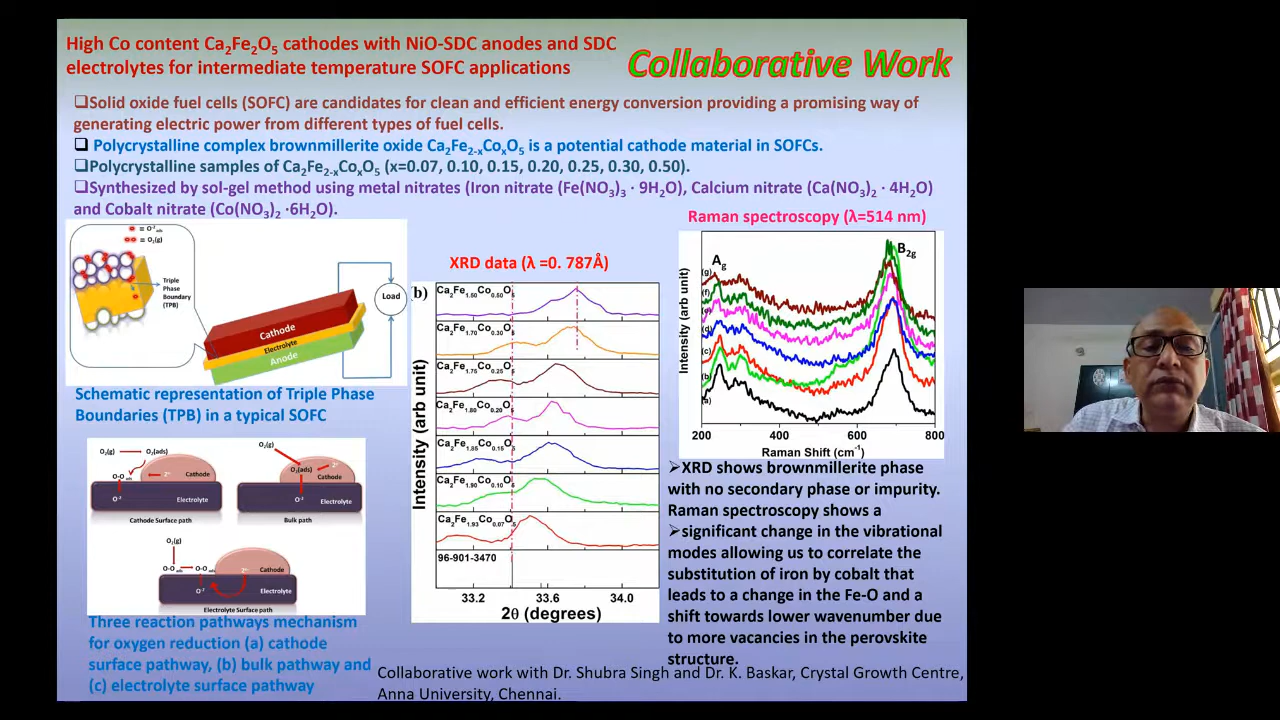 High Co content Ca2Fe2O5 cathodes with NiO-SDC anodes and SDC
electrolytes for intermediate temperature SOFC applications
Collaborative Work
❑Solid oxide fuel cells (SOFC) are candidates for clean and efficient energy conversion providing a promising way of
generating electric power from different types of fuel cells.
❑ Polycrystalline complex brownmillerite oxide Ca2Fe2-xCoxO5 is a potential cathode material in SOFCs.
❑Polycrystalline samples of Ca2Fe2-xCoxO5 (x=0.07, 0.10, 0.15, 0.20, 0.25, 0.30, 0.50).
❑Synthesized by sol-gel method using metal nitrates (Iron nitrate (Fe(NO3)3 · 9H2O), Calcium nitrate (Ca(NO3)2 · 4H2O)
and Cobalt nitrate (Co(NO3)2 ·6H2O).
= O-2ads
= O2(g)
Triple
Phase
Boundary
(TPB)
Cathode
Electrolyte
Anode
Load
Schematic representation of Triple Phase
Boundaries (TPB) in a typical SOFC
O2(g)
O2(ads)
O-O ads
Cathode
O-2
Electrolyte
Cathode Surface path
O2(g)
O2(ads)
Cathode
O-2
Electrolyte
Bulk path
O2(g)
O-O ads
O-O ads
Cathode
O-2
Electrolyte
Electrolyte Surface path
Three reaction pathways mechanism
for oxygen reduction (a) cathode
surface pathway, (b) bulk pathway and
(c) electrolyte surface pathway
XRD data (λ =0. 787Å)
b)
Ca2Fe1.50Co0.50O5
Ca2Fe1.70Co0.30O5
Ca2Fe1.75Co0.25O5
Ca2Fe1.80Co0.20O5
Ca2Fe1.85Co0.15O5
Ca2Fe1.90Co0.10O5
Ca2Fe1.93Co0.07O5
96-901-3470
Intensity (arb unit)
33.2 33.6 34.0
2θ (degrees)
Raman spectroscopy (λ=514 nm)
Ag
B2g
(g)
(f)
(e)
(d)
(c)
(b)
(a)
Intensity (arb unit)
200 400 600 800
Raman Shift (cm-1)
➢XRD shows brownmillerite phase
with no secondary phase or impurity.
Raman spectroscopy shows a
➢significant change in the vibrational
modes allowing us to correlate the
substitution of iron by cobalt that
leads to a change in the Fe-O and a
shift towards lower wavenumber due
to more vacancies in the perovskite
structure.
Collaborative work with Dr. Shubra Singh and Dr. K. Baskar, Crystal Growth Centre,
Anna University, Chennai.